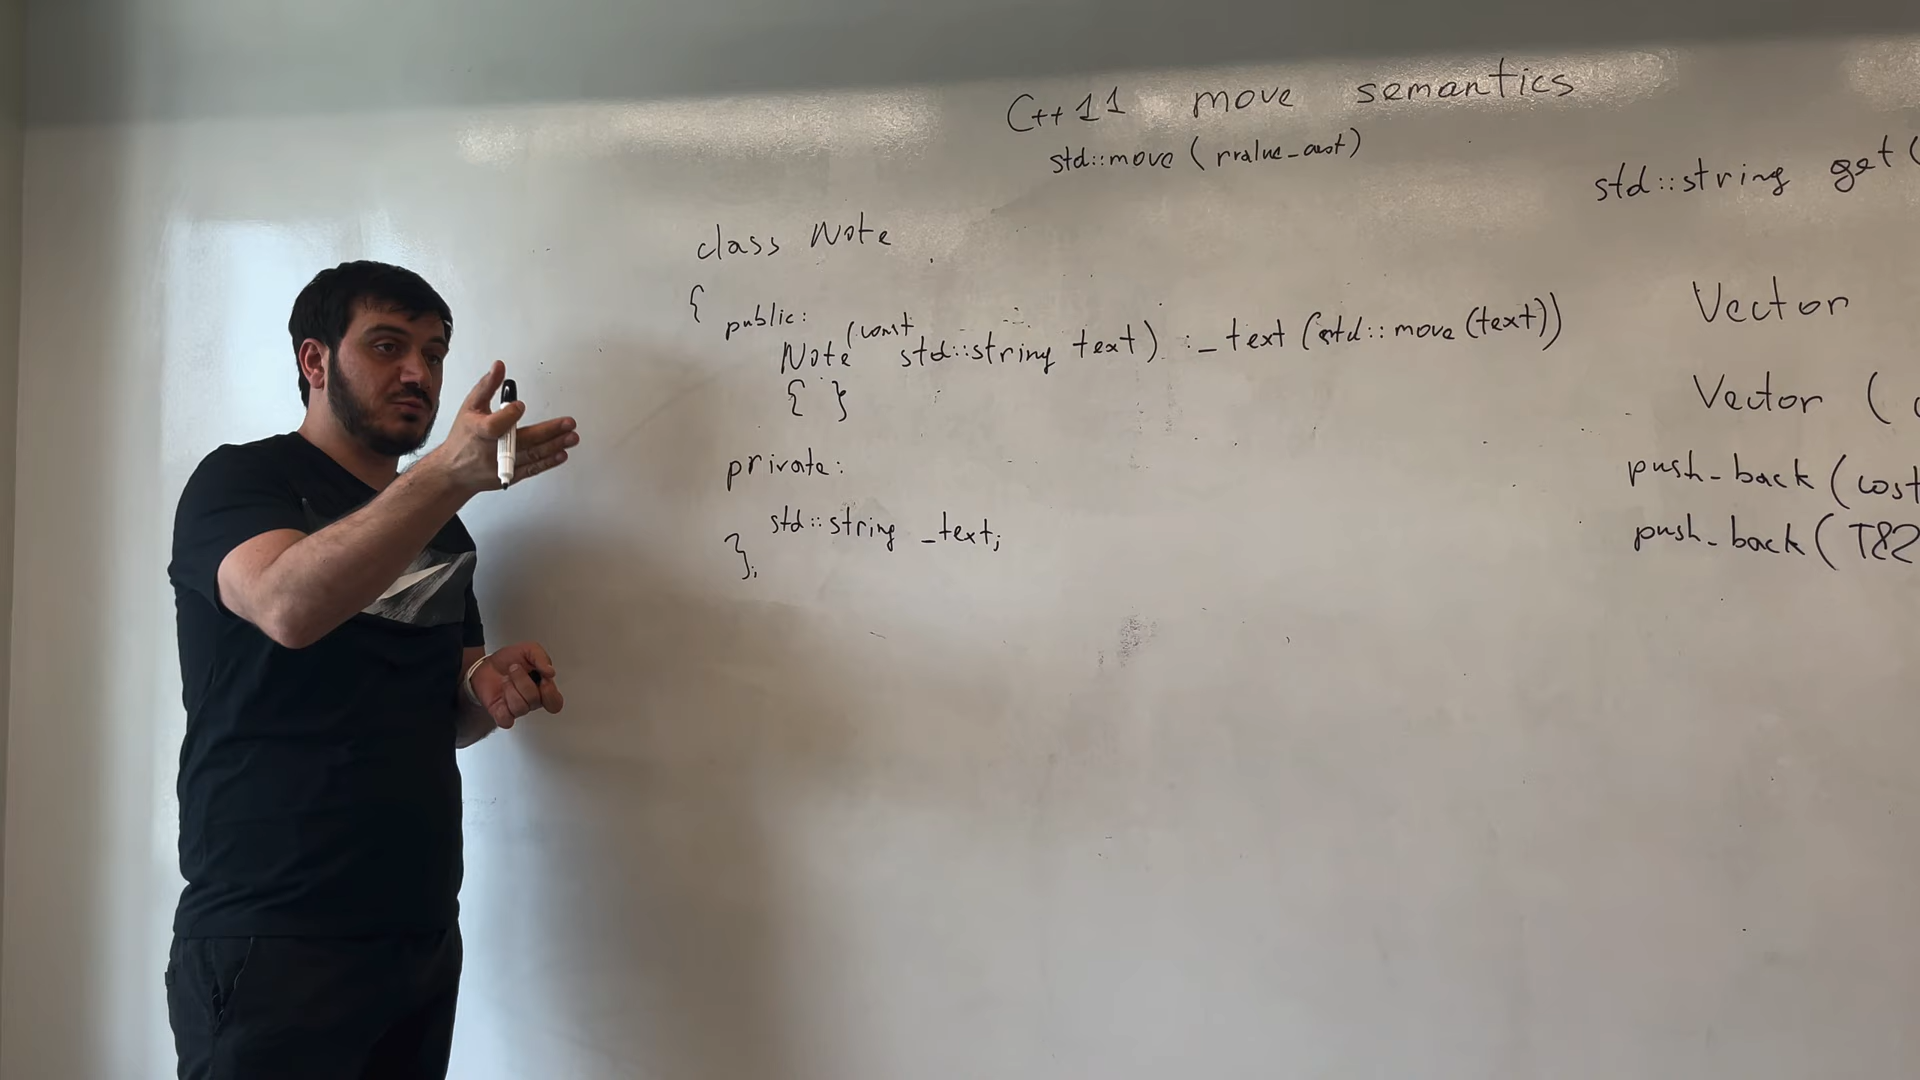 C++11 move semantics
std::move (rvalue_cast)
class Note
{
public:
Note (const std::string text) : _text (std::move (text))
{ }
private:
std::string _text;
};
std::string get (
Vector
Vector (
push_back (cost
push_back ( T&&